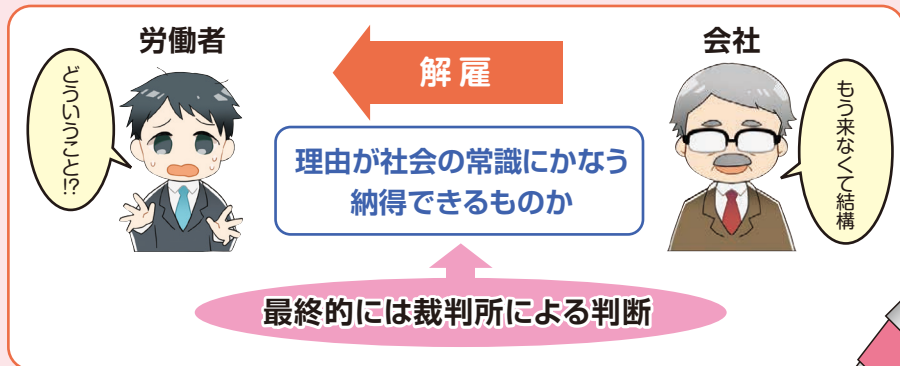 労働者
会社
どういうこと!?
解雇
もう来なくて結構
理由が社会の常識にかなう
納得できるものか
最終的には裁判所による判断